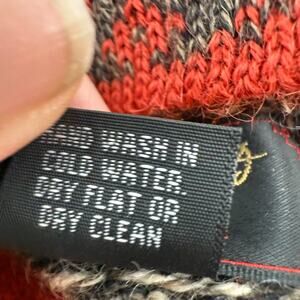 HAND WASH IN
COLD WATER.
DRY FLAT OR
DRY CLEAN